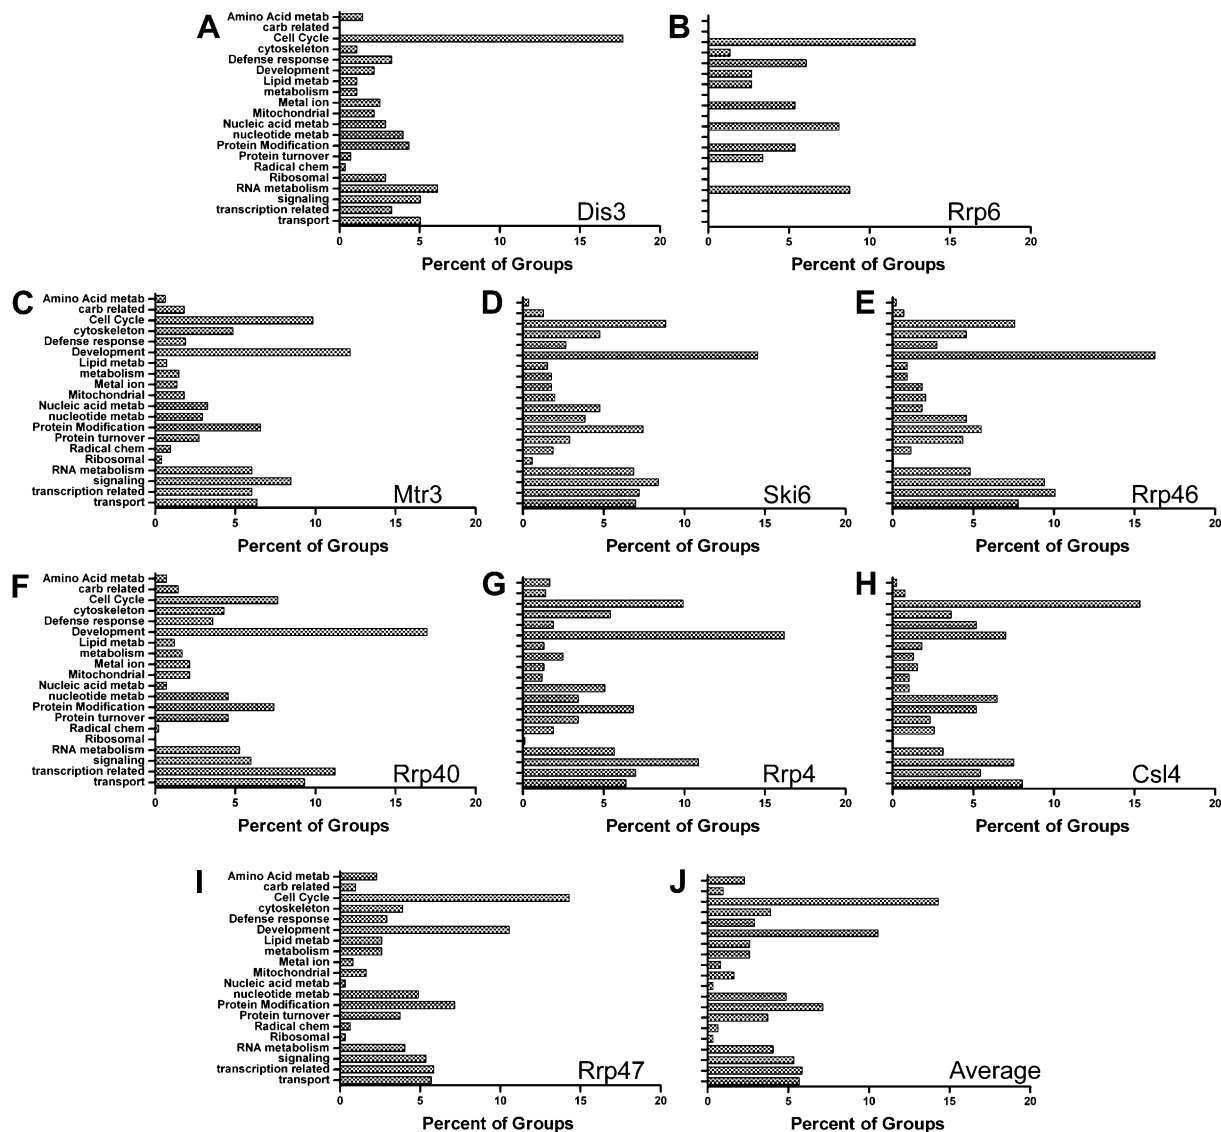 A
Amino Acid metab
carb related
Cell Cycle
cytoskeleton
Defense response
Development
Lipid metab
metabolism
Metal ion
Mitochondrial
Nucleic acid metab
nucleotide metab
Protein Modification
Protein turnover
Radical chem
Ribosomal
RNA metabolism
signaling
transcription related
transport
Dis3
0 5 10 15 20
Percent of Groups
B
Rrp6
0 5 10 15 20
Percent of Groups
C
Amino Acid metab
carb related
Cell Cycle
cytoskeleton
Defense response
Development
Lipid metab
metabolism
Metal ion
Mitochondrial
Nucleic acid metab
nucleotide metab
Protein Modification
Protein turnover
Radical chem
Ribosomal
RNA metabolism
signaling
transcription related
transport
Mtr3
0 5 10 15 20
Percent of Groups
D
Ski6
0 5 10 15 20
Percent of Groups
E
Rrp46
0 5 10 15 20
Percent of Groups
F
Amino Acid metab
carb related
Cell Cycle
cytoskeleton
Defense response
Development
Lipid metab
metabolism
Metal ion
Mitochondrial
Nucleic acid metab
nucleotide metab
Protein Modification
Protein turnover
Radical chem
Ribosomal
RNA metabolism
signaling
transcription related
transport
Rrp40
0 5 10 15 20
Percent of Groups
G
Rrp4
0 5 10 15 20
Percent of Groups
H
Csl4
0 5 10 15 20
Percent of Groups
I
Amino Acid metab
carb related
Cell Cycle
cytoskeleton
Defense response
Development
Lipid metab
metabolism
Metal ion
Mitochondrial
Nucleic acid metab
nucleotide metab
Protein Modification
Protein turnover
Radical chem
Ribosomal
RNA metabolism
signaling
transcription related
transport
Rrp47
0 5 10 15 20
Percent of Groups
J
Average
0 5 10 15 20
Percent of Groups